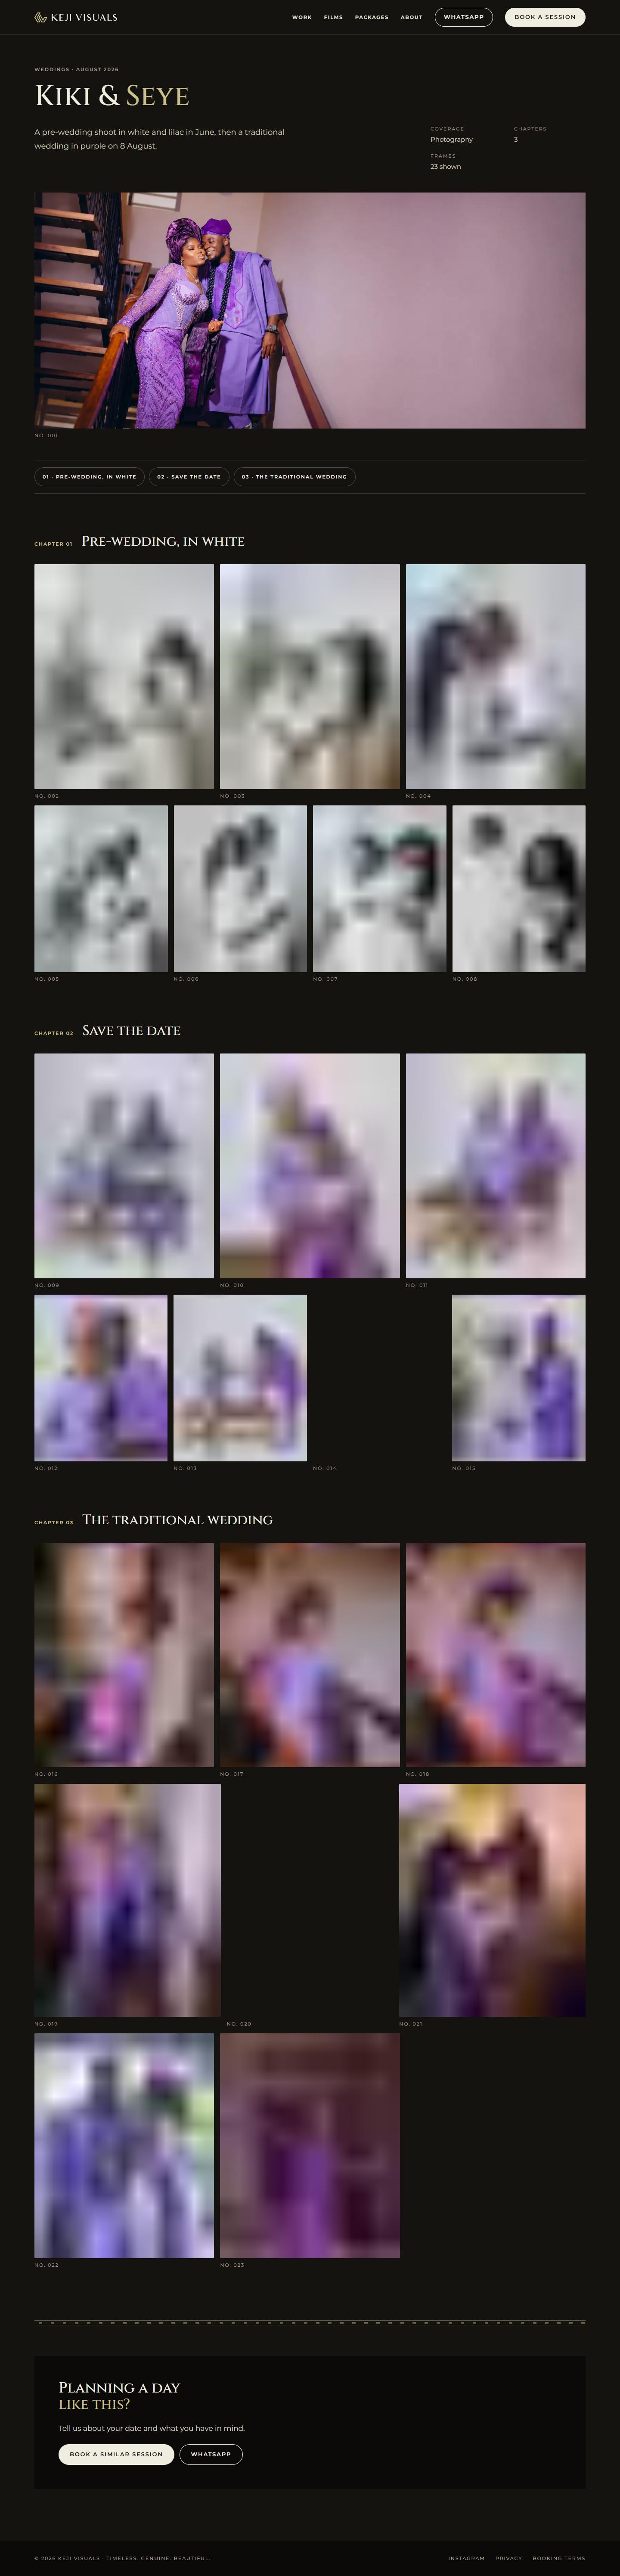 KEJI VISUALS
WORK FILMS PACKAGES ABOUT WHATSAPP BOOK A SESSION
WEDDINGS · AUGUST 2026
KIKI & SEYE
A pre-wedding shoot in white and lilac in June, then a traditional
wedding in purple on 8 August.
COVERAGE
Photography
CHAPTERS
3
FRAMES
23 shown
NO. 001
01 · PRE-WEDDING, IN WHITE 02 · SAVE THE DATE 03 · THE TRADITIONAL WEDDING
CHAPTER 01 PRE-WEDDING, IN WHITE
NO. 002 NO. 003 NO. 004
NO. 005 NO. 006 NO. 007 NO. 008
CHAPTER 02 SAVE THE DATE
NO. 009 NO. 010 NO. 011
NO. 012 NO. 013 NO. 014 NO. 015
CHAPTER 03 THE TRADITIONAL WEDDING
NO. 016 NO. 017 NO. 018
NO. 019 NO. 020 NO. 021
NO. 022 NO. 023
PLANNING A DAY
LIKE THIS?
Tell us about your date and what you have in mind.
BOOK A SIMILAR SESSION WHATSAPP
© 2026 KEJI VISUALS · TIMELESS. GENUINE. BEAUTIFUL. INSTAGRAM PRIVACY BOOKING TERMS